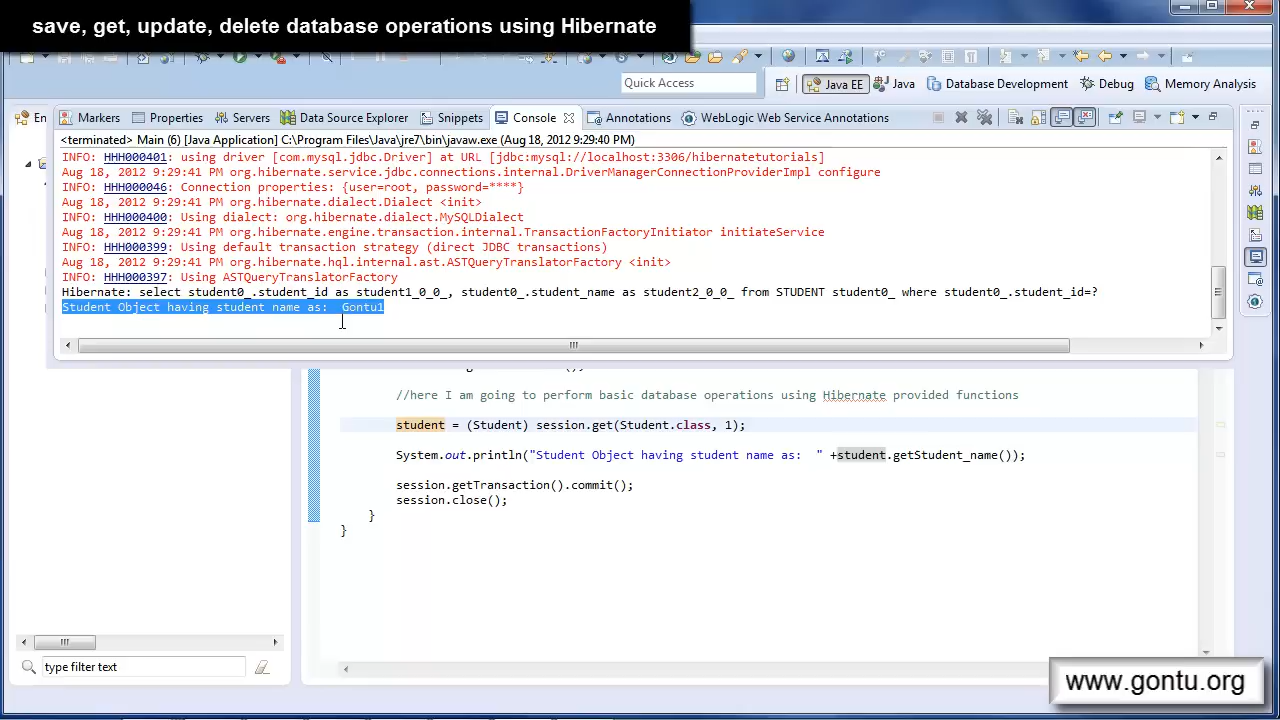 save, get, update, delete database operations using Hibernate
Quick Access
Java EE
Java
Database Development
Debug
Memory Analysis
En
Markers
Properties
Servers
Data Source Explorer
Snippets
Console
Annotations
WebLogic Web Service Annotations
<terminated> Main (6) [Java Application] C:\Program Files\Java\jre7\bin\javaw.exe (Aug 18, 2012 9:29:40 PM)
INFO: HHH000401: using driver [com.mysql.jdbc.Driver] at URL [jdbc:mysql://localhost:3306/hibernatetutorials]
Aug 18, 2012 9:29:41 PM org.hibernate.service.jdbc.connections.internal.DriverManagerConnectionProviderImpl configure
INFO: HHH000046: Connection properties: {user=root, password=****}
Aug 18, 2012 9:29:41 PM org.hibernate.dialect.Dialect <init>
INFO: HHH000400: Using dialect: org.hibernate.dialect.MySQLDialect
Aug 18, 2012 9:29:41 PM org.hibernate.engine.transaction.internal.TransactionFactoryInitiator initiateService
INFO: HHH000399: Using default transaction strategy (direct JDBC transactions)
Aug 18, 2012 9:29:41 PM org.hibernate.hql.internal.ast.ASTQueryTranslatorFactory <init>
INFO: HHH000397: Using ASTQueryTranslatorFactory
Hibernate: select student0_.student_id as student1_0_0_, student0_.student_name as student2_0_0_ from STUDENT student0_ where student0_.student_id=?
Student Object having student name as:  Gontu1
//here I am going to perform basic database operations using Hibernate provided functions
student = (Student) session.get(Student.class, 1);
System.out.println("Student Object having student name as:  " +student.getStudent_name());
session.getTransaction().commit();
session.close();
}
}
type filter text
www.gontu.org